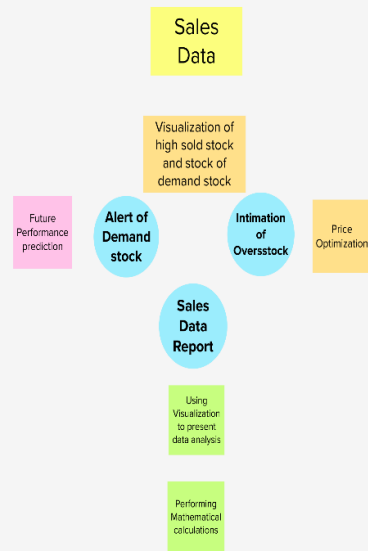 Sales
Data
Visualization of
high sold stock
and stock of
demand stock
Future
Performance
prediction
Alert of
Demand
stock
Intimation
of
Oversstock
Price
Optimization
Sales
Data
Report
Using
Visualization
to present
data analysis
Performing
Mathematical
calculations